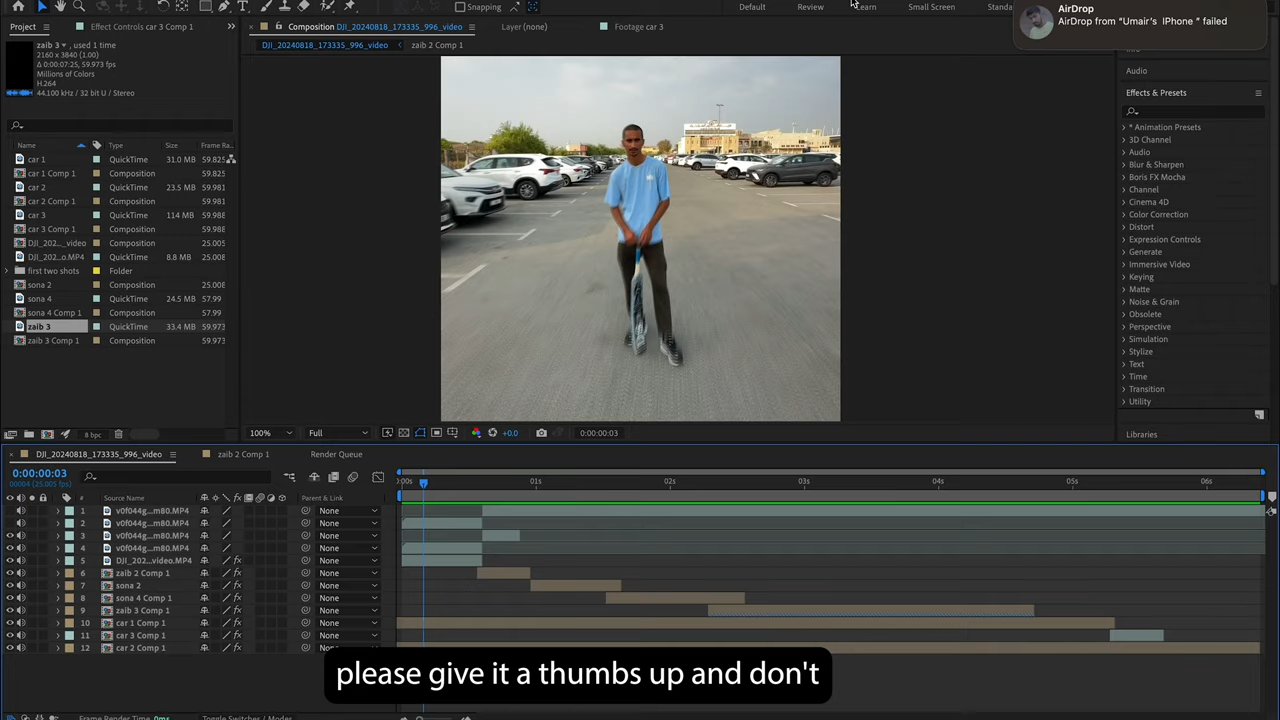 Snapping
Default
Review
Learn
Small Screen
Standa
AirDrop
AirDrop from “Umair's IPhone ” failed
Project
Effect Controls car 3 Comp 1
Composition DJI_20240818_173335_996_video
Layer (none)
Footage car 3
DJI_20240818_173335_996_video
zaib 2 Comp 1
zaib 3
, used 1 time
2160 x 3840 (1.00)
Δ 0:00:07:25, 59.973 fps
Millions of Colors
H.264
44.100 kHz / 32 bit U / Stereo
Name
Type
Size
Frame Ra
car 1 QuickTime 31.0 MB 59.825
car 1 Comp 1 Composition 59.825
car 2 QuickTime 23.5 MB 59.981
car 2 Comp 1 Composition 59.981
car 3 QuickTime 114 MB 59.988
car 3 Comp 1 Composition 59.988
DJI_202..._video Composition 25.005
DJI_202...o.MP4 QuickTime 8.8 MB 25.008
first two shots Folder
sona 2 Composition 25.008
sona 4 QuickTime 24.5 MB 57.99
sona 4 Comp 1 Composition 57.99
zaib 3 QuickTime 33.4 MB 59.973
zaib 3 Comp 1 Composition 59.973
8 bpc
100%
Full
+0.0
0:00:00:03
Audio
Effects & Presets
* Animation Presets
3D Channel
Audio
Blur & Sharpen
Boris FX Mocha
Channel
Cinema 4D
Color Correction
Distort
Expression Controls
Generate
Immersive Video
Keying
Matte
Noise & Grain
Obsolete
Perspective
Simulation
Stylize
Text
Time
Transition
Utility
Libraries
DJI_20240818_173335_996_video
zaib 2 Comp 1
Render Queue
0:00:00:03
00004 (25.005 fps)
:00s 01s 02s 03s 04s 05s 06s
# Source Name Parent & Link
1 v0f044g...m80.MP4 None
2 v0f044g...m80.MP4 None
3 v0f044g...m80.MP4 None
4 v0f044g...m80.MP4 None
5 DJI_202...video.MP4 None
6 zaib 2 Comp 1 None
7 sona 2 None
8 sona 4 Comp 1 None
9 zaib 3 Comp 1 None
10 car 1 Comp 1 None
11 car 3 Comp 1 None
12 car 2 Comp 1
please give it a thumbs up and don't
Frame Render Time 0ms
Toggle Switches / Modes